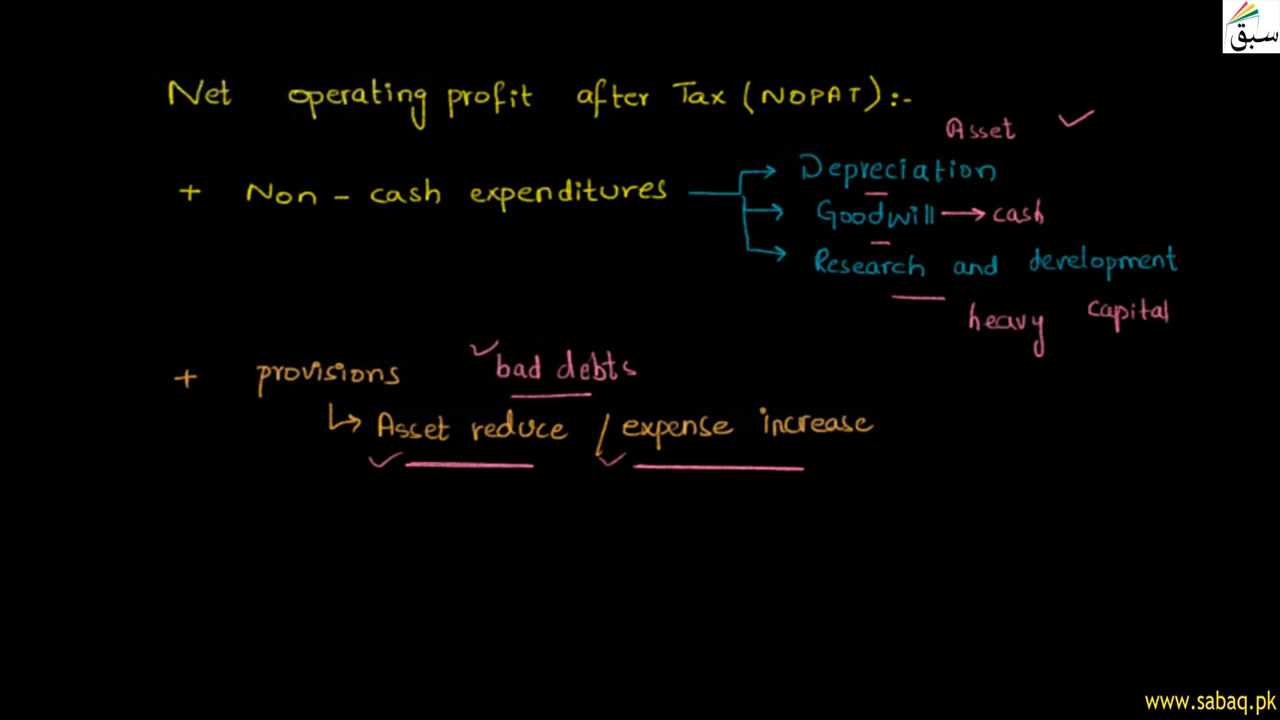 سبق
Net operating profit after Tax (NOPAT):-
Asset
Depreciation
+ Non - cash expenditures
Goodwill → cash
Research and development
heavy capital
+ provisions bad debts
↳ Asset reduce / expense increase
www.sabaq.pk